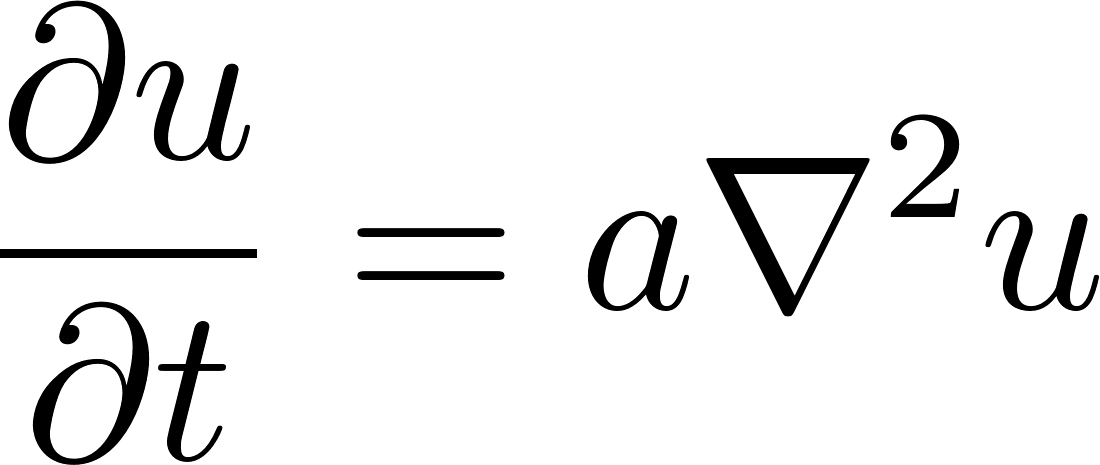 ∂u/∂t = a∇²u